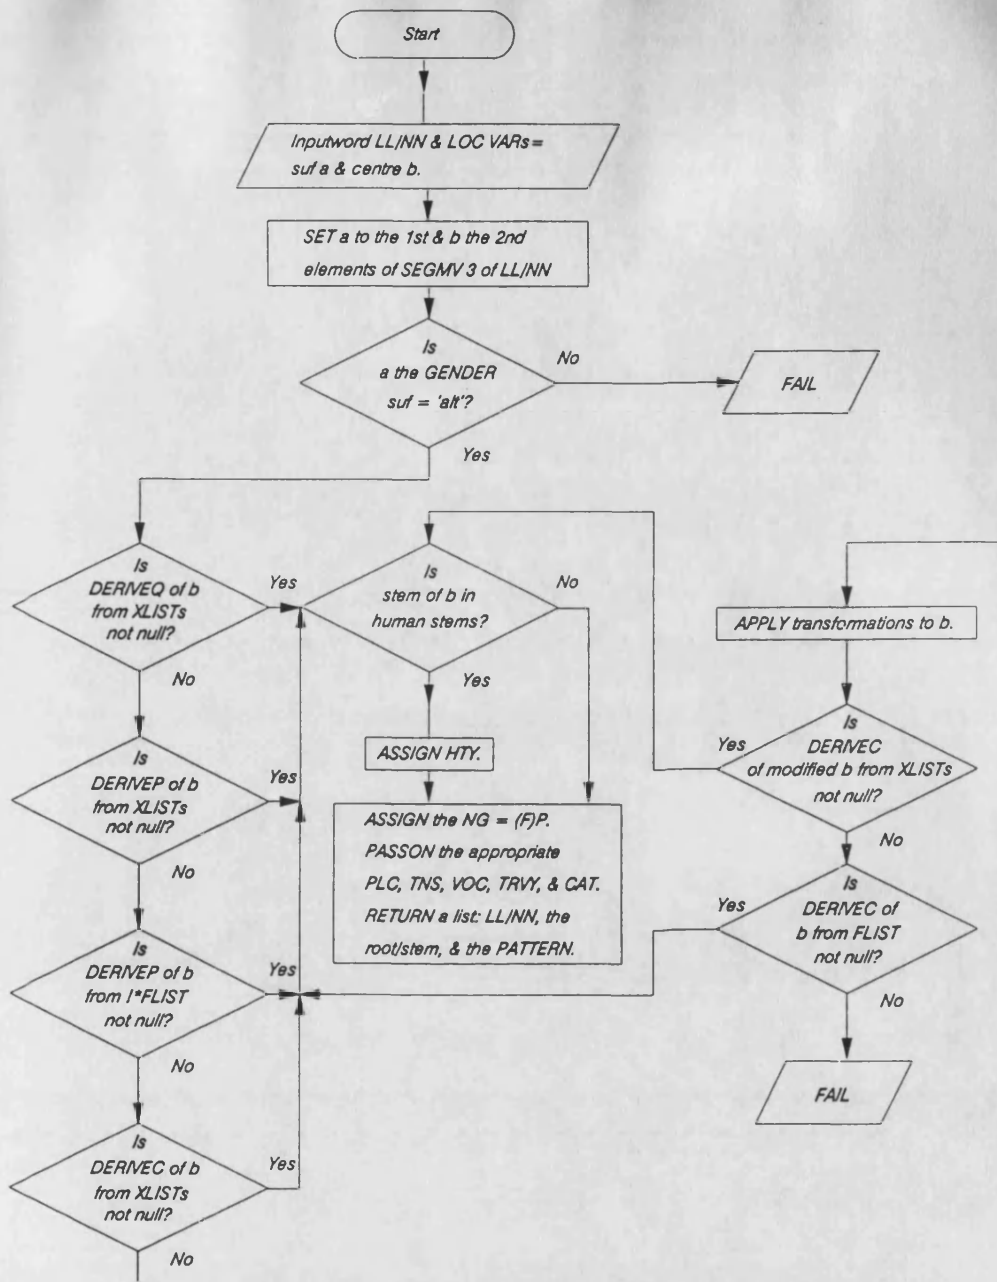 Start
Inputword LL/NN & LOC VARs=
suf a & centre b.
SET a to the 1st & b the 2nd
elements of SEGMV 3 of LL/NN
Is
a the GENDER
suf = 'alt'?
No
FAIL
Yes
Is
DERIVEQ of b
from XLISTs
not null?
Yes
No
Is
stem of b in
human stems?
No
Yes
APPLY transformations to b.
Is
DERIVEP of b
from XLISTs
not null?
Yes
No
ASSIGN HTY.
Is
DERIVEC
of modified b from XLISTs
not null?
Yes
No
ASSIGN the NG = (F)P.
PASSON the appropriate
PLC, TNS, VOC, TRVY, & CAT.
RETURN a list: LL/NN, the
root/stem, & the PATTERN.
Is
DERIVEC of
b from FLIST
not null?
Yes
No
Is
DERIVEP of b
from !*FLIST
not null?
Yes
No
FAIL
Is
DERIVEC of b
from XLISTs
not null?
Yes
No